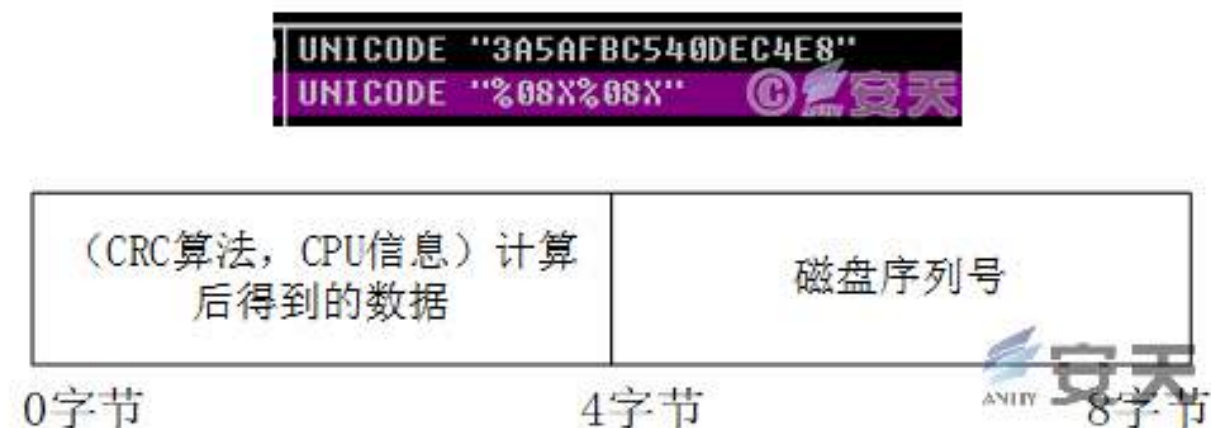 UNICODE "3A5AFBC540DEC4E8"
UNICODE "%08X%08X"
©安天
(CRC算法, CPU信息) 计算
后得到的数据
磁盘序列号
安天
ANTIY
0字节
4字节
8字节